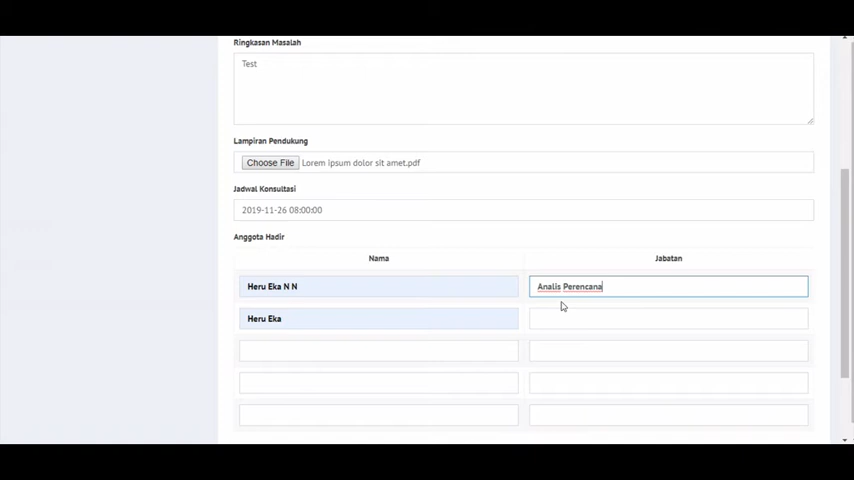 Ringkasan Masalah
Test
Lampiran Pendukung
Choose File Lorem ipsum dolor sit amet.pdf
Jadwal Konsultasi
2019-11-26 08:00:00
Anggota Hadir
Nama Jabatan
Heru Eka N N Analis Perencana
Heru Eka